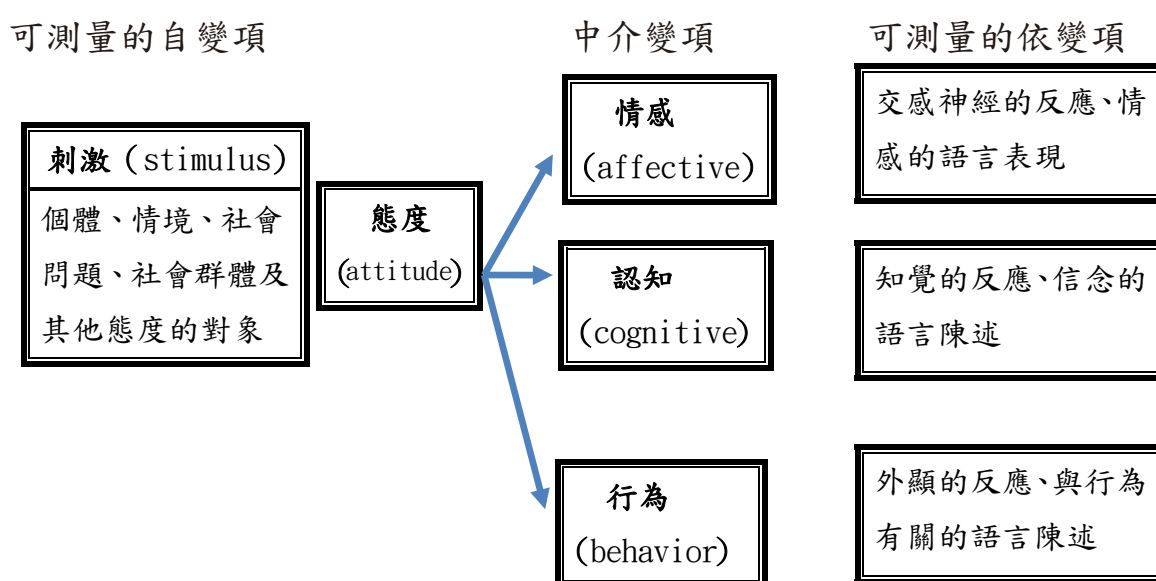 可測量的自變項
中介變項
可測量的依變項
刺激（stimulus）
個體、情境、社會
問題、社會群體及
其他態度的對象
態度
(attitude)
情感
(affective)
認知
(cognitive)
行為
(behavior)
交感神經的反應、情
感的語言表現
知覺的反應、信念的
語言陳述
外顯的反應、與行為
有關的語言陳述